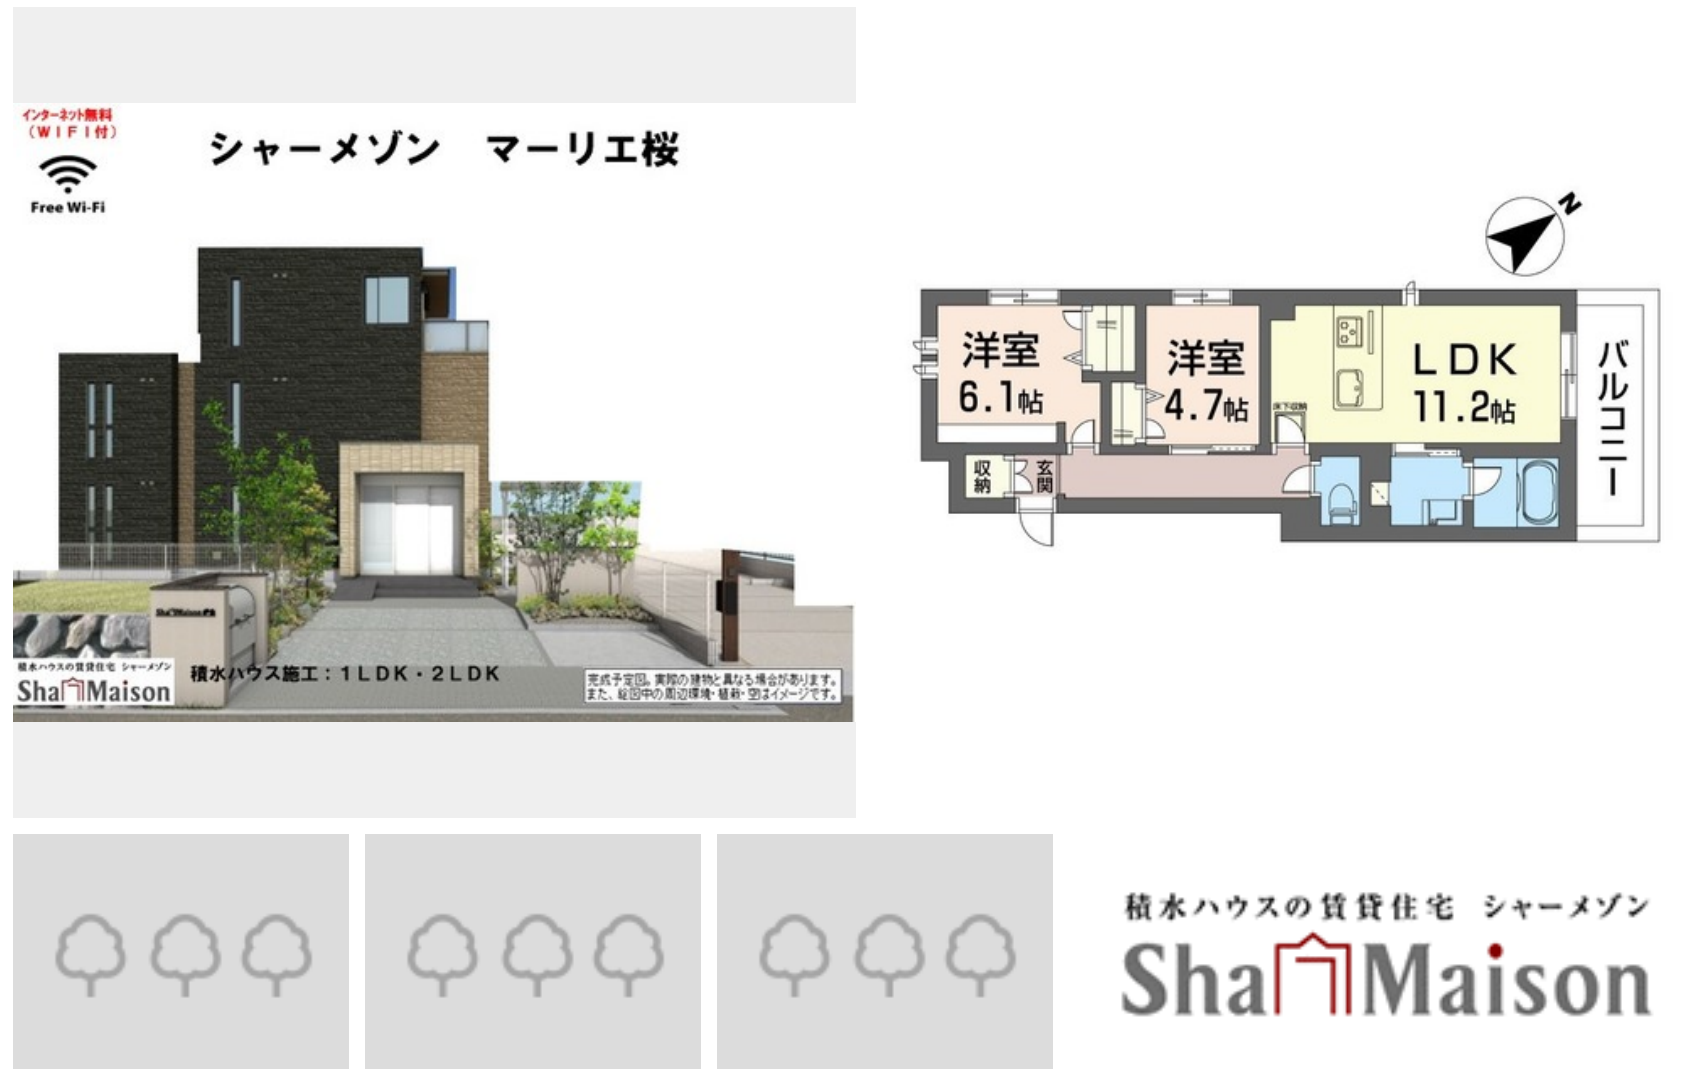 インターネット無料
（ＷＩＦＩ付）
Free Wi-Fi
シャーメゾン　マーリエ桜
ShaMaison
積水ハウスの賃貸住宅 シャーメゾン
ShaMaison
積水ハウス施工：１ＬＤＫ・２ＬＤＫ
完成予定図。実際の建物と異なる場合があります。
また、絵図中の周辺環境・植栽・空はイメージです。
N
洋室
6.1帖
洋室
4.7帖
床下収納
ＬＤＫ
11.2帖
バルコニー
収納
玄関
積水ハウスの賃貸住宅 シャーメゾン
ShaMaison